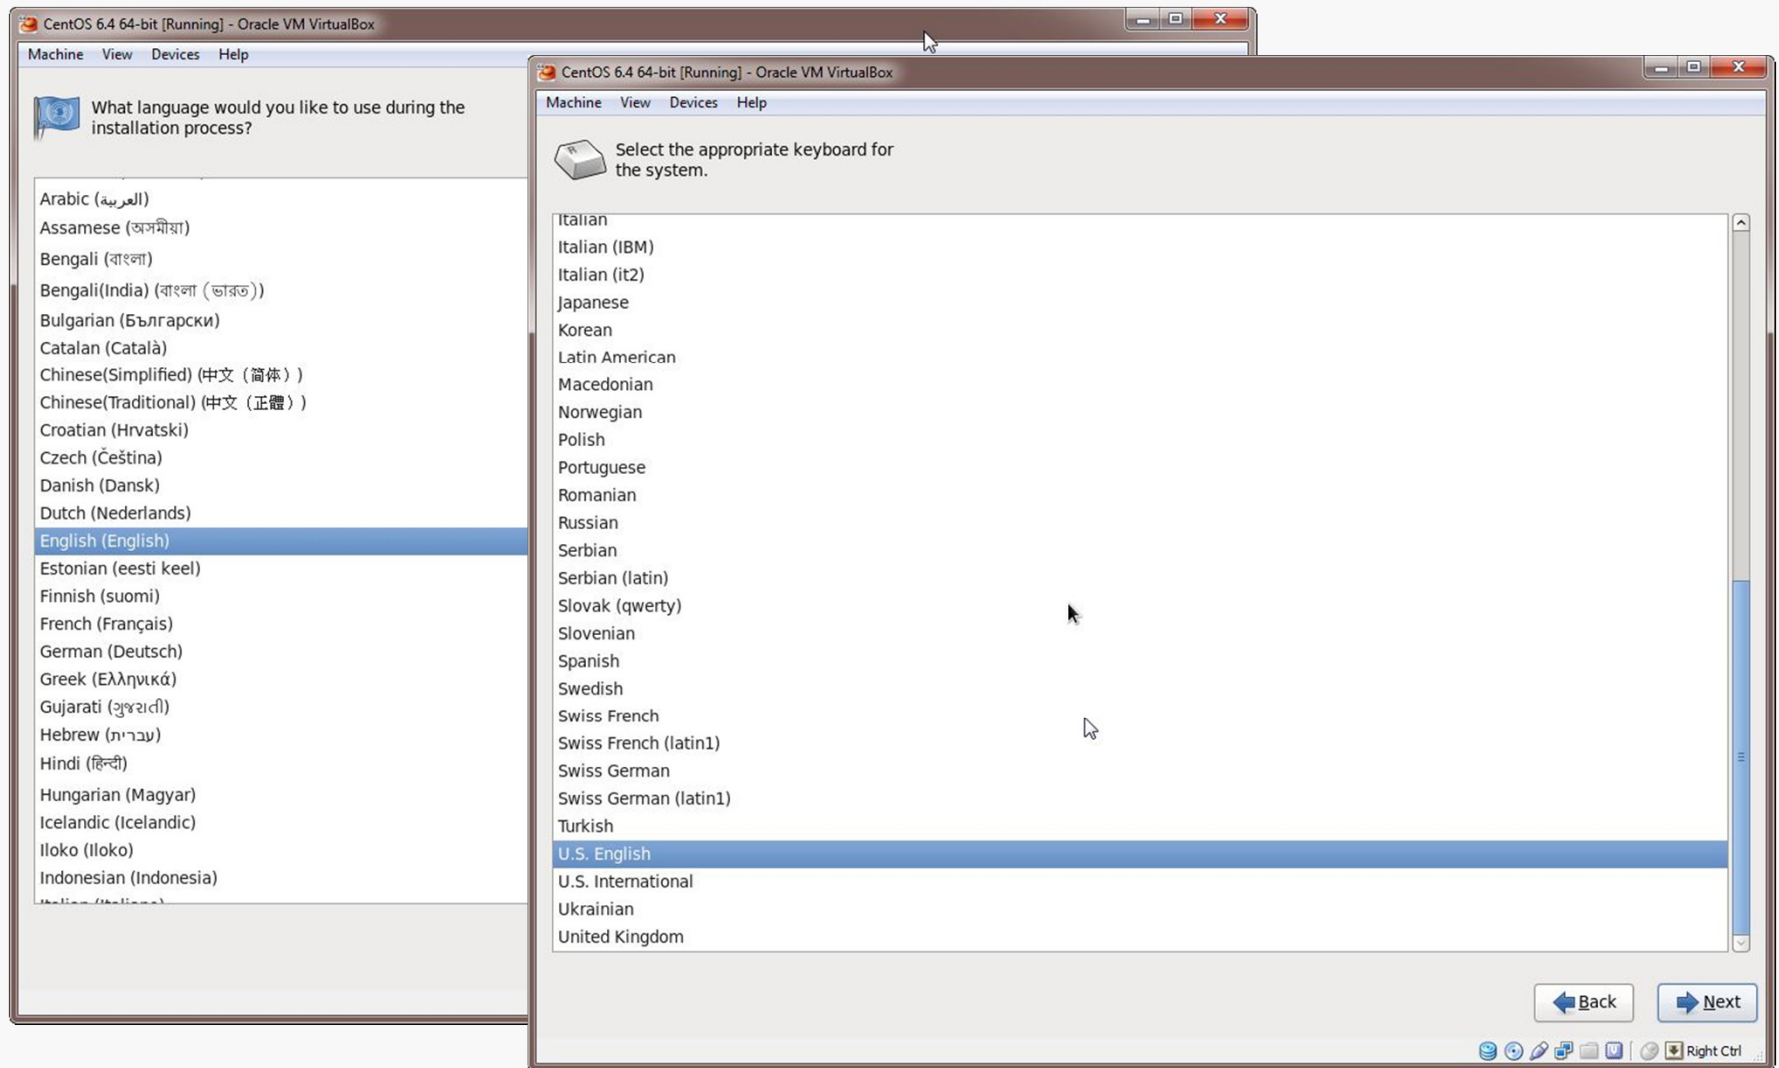 CentOS 6.4 64-bit [Running] - Oracle VM VirtualBox
Machine View Devices Help
What language would you like to use during the
installation process?
Arabic (العربية)
Assamese (অসমীয়া)
Bengali (বাংলা)
Bengali(India) (বাংলা (ভারত))
Bulgarian (Български)
Catalan (Català)
Chinese(Simplified) (中文（简体）)
Chinese(Traditional) (中文（正體）)
Croatian (Hrvatski)
Czech (Čeština)
Danish (Dansk)
Dutch (Nederlands)
English (English)
Estonian (eesti keel)
Finnish (suomi)
French (Français)
German (Deutsch)
Greek (Ελληνικά)
Gujarati (ગુજરાતી)
Hebrew (עברית)
Hindi (हिन्दी)
Hungarian (Magyar)
Icelandic (Icelandic)
Iloko (Iloko)
Indonesian (Indonesia)
Italian (Italiano)
CentOS 6.4 64-bit [Running] - Oracle VM VirtualBox
Machine View Devices Help
Select the appropriate keyboard for
the system.
Italian
Italian (IBM)
Italian (it2)
Japanese
Korean
Latin American
Macedonian
Norwegian
Polish
Portuguese
Romanian
Russian
Serbian
Serbian (latin)
Slovak (qwerty)
Slovenian
Spanish
Swedish
Swiss French
Swiss French (latin1)
Swiss German
Swiss German (latin1)
Turkish
U.S. English
U.S. International
Ukrainian
United Kingdom
Back Next
Right Ctrl